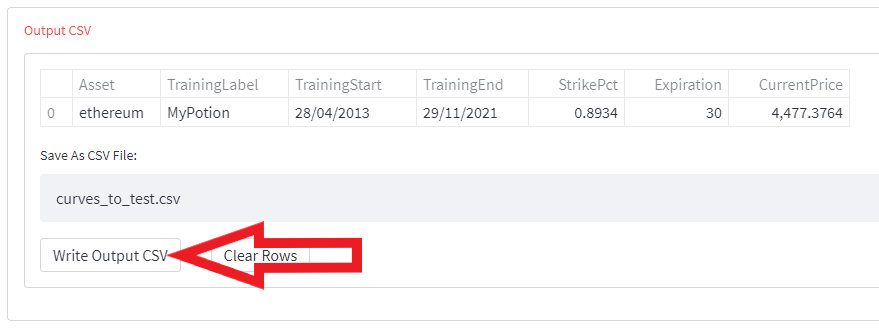 Output CSV
Asset TrainingLabel TrainingStart TrainingEnd StrikePct Expiration CurrentPrice
0 ethereum MyPotion 28/04/2013 29/11/2021 0.8934 30 4,477.3764
Save As CSV File:
curves_to_test.csv
Write Output CSV Clear Rows